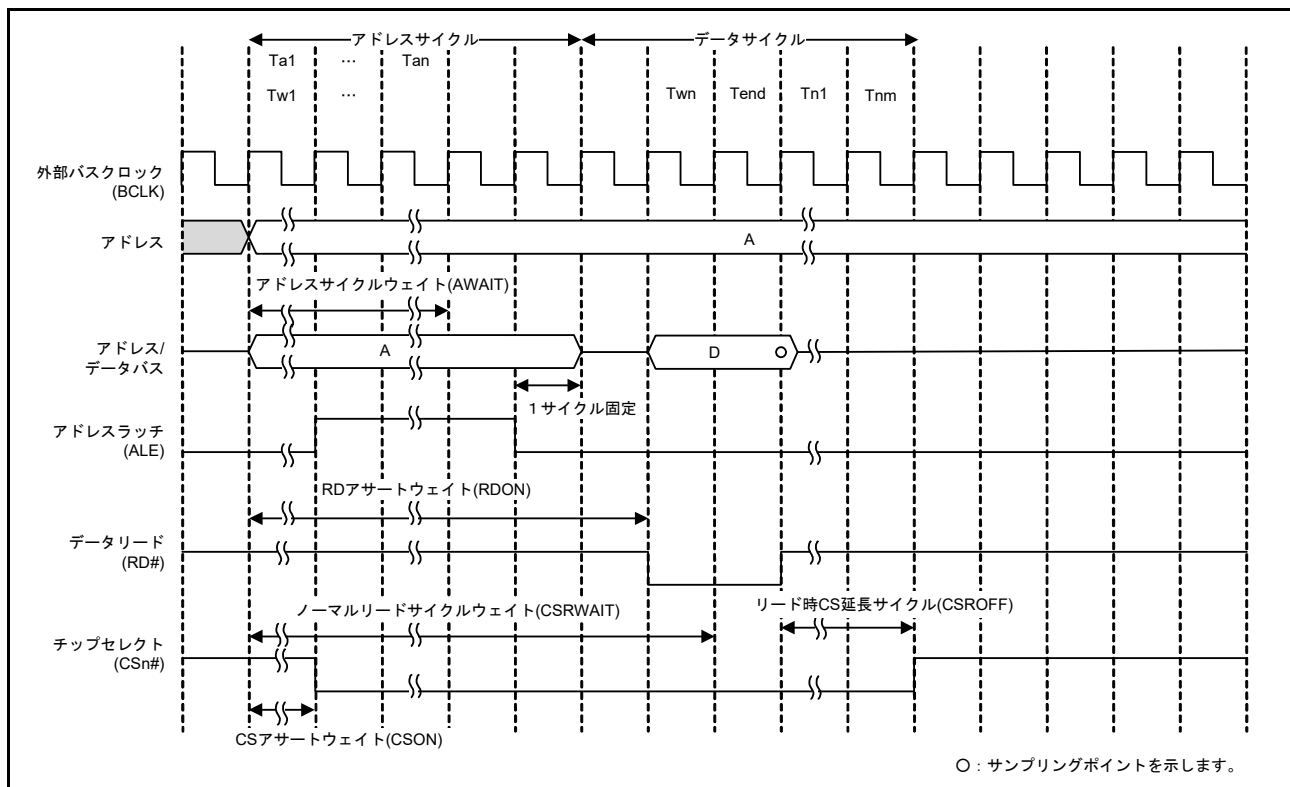 アドレスサイクル データサイクル
Ta1 … Tan
Tw1 … Twn Tend Tn1 Tnm
外部バスクロック
(BCLK)
アドレス
A
アドレスサイクルウェイト(AWAIT)
アドレス/
データバス
A
D
1サイクル固定
アドレスラッチ
(ALE)
RDアサートウェイト(RDON)
データリード
(RD#)
ノーマルリードサイクルウェイト(CSRWAIT)
リード時CS延長サイクル(CSROFF)
チップセレクト
(CSn#)
CSアサートウェイト(CSON)
○：サンプリングポイントを示します。